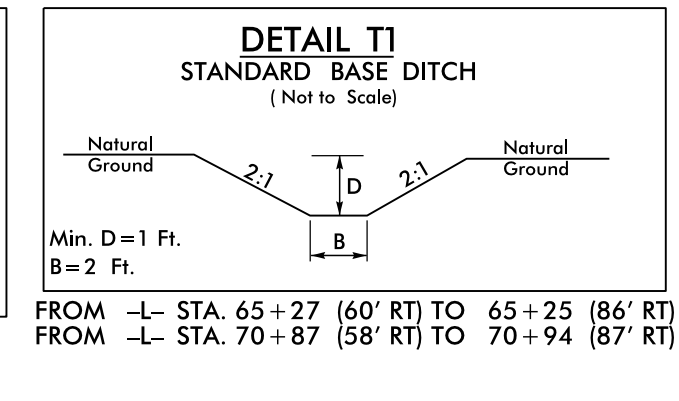 DETAIL T1
STANDARD BASE DITCH
( Not to Scale)
Natural
Ground
2:1
D
2:1
Natural
Ground
Min. D=1 Ft.
B
B=2 Ft.
FROM -L- STA. 65+27 (60' RT) TO 65+25 (86' RT)
FROM -L- STA. 70+87 (58' RT) TO 70+94 (87' RT)